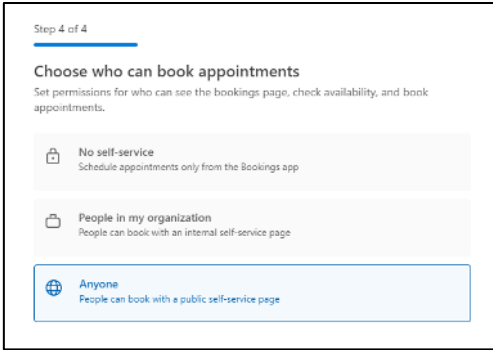 Step 4 of 4
Choose who can book appointments
Set permissions for who can see the bookings page, check availability, and book
appointments.
No self-service
Schedule appointments only from the Bookings app
People in my organization
People can book with an internal self-service page
Anyone
People can book with a public self-service page